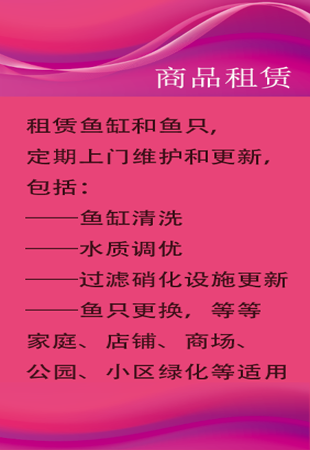 商品租赁
租赁鱼缸和鱼只,
定期上门维护和更新,
包括:
——鱼缸清洗
——水质调优
——过滤硝化设施更新
——鱼只更换, 等等
家庭、店铺、商场、
公园、小区绿化等适用